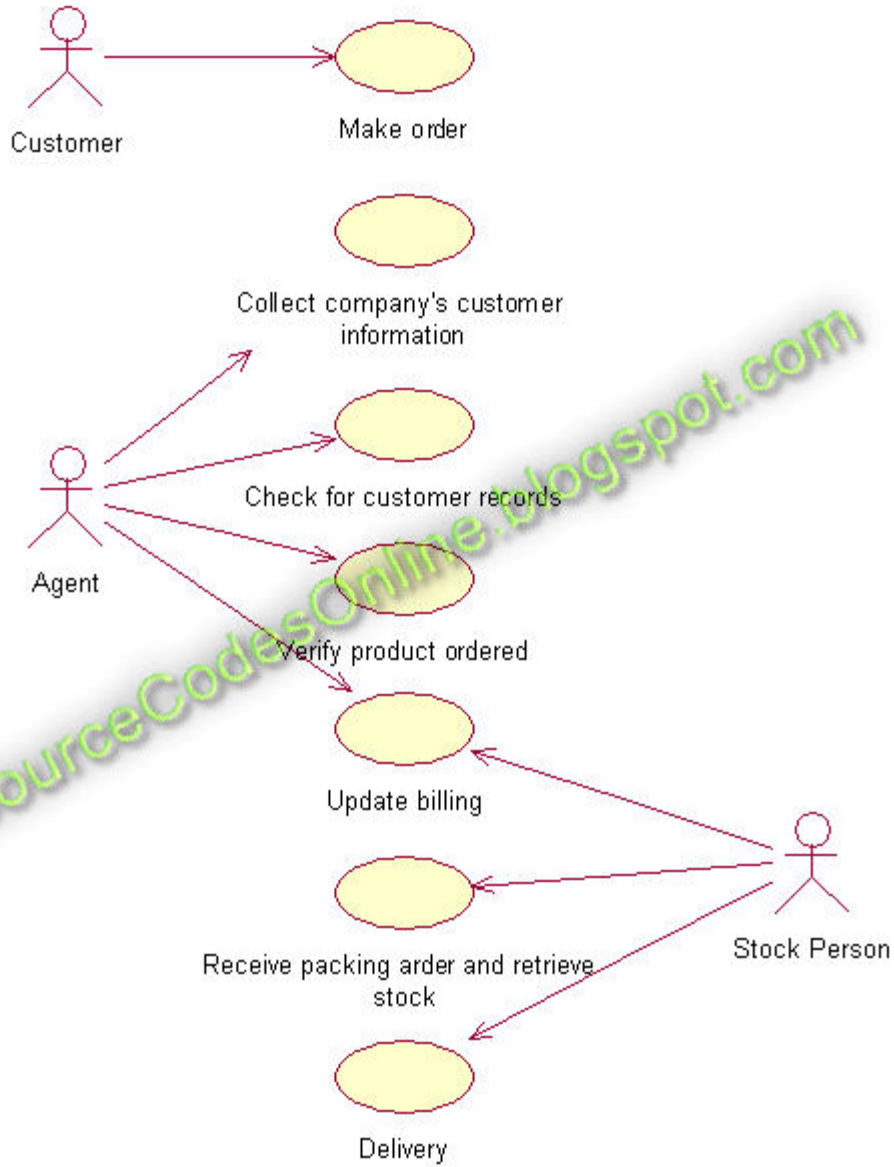 Customer
Make order
Collect company's customer
information
Check for customer records
Agent
Verify product ordered
Update billing
Receive packing arder and retrieve
stock
Stock Person
Delivery
ourceCodesOnline.blogspot.com